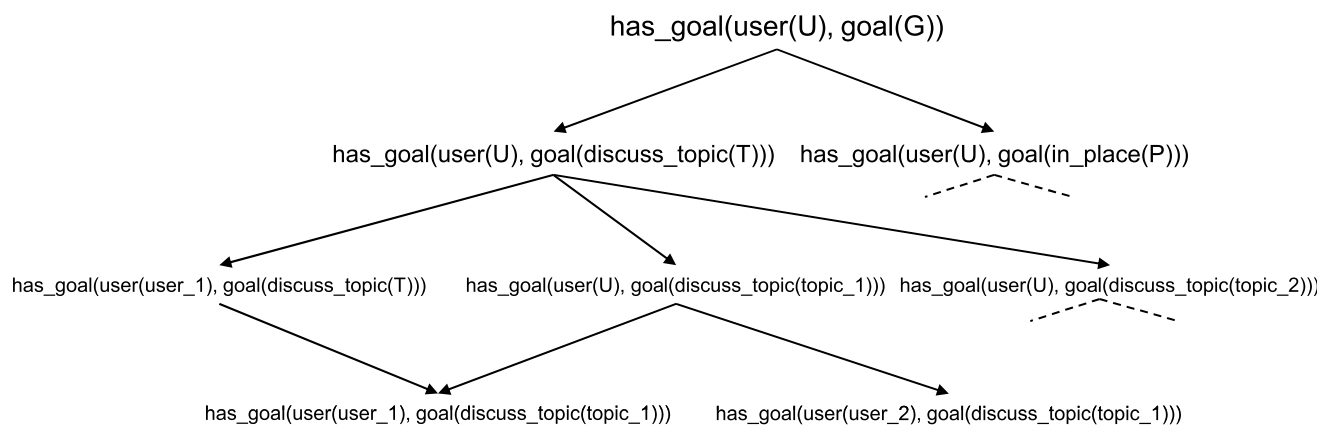 has_goal(user(U), goal(G))
has_goal(user(U), goal(discuss_topic(T))) has_goal(user(U), goal(in_place(P)))
has_goal(user(user_1), goal(discuss_topic(T))) has_goal(user(U), goal(discuss_topic(topic_1))) has_goal(user(U), goal(discuss_topic(topic_2)))
has_goal(user(user_1), goal(discuss_topic(topic_1))) has_goal(user(user_2), goal(discuss_topic(topic_1)))